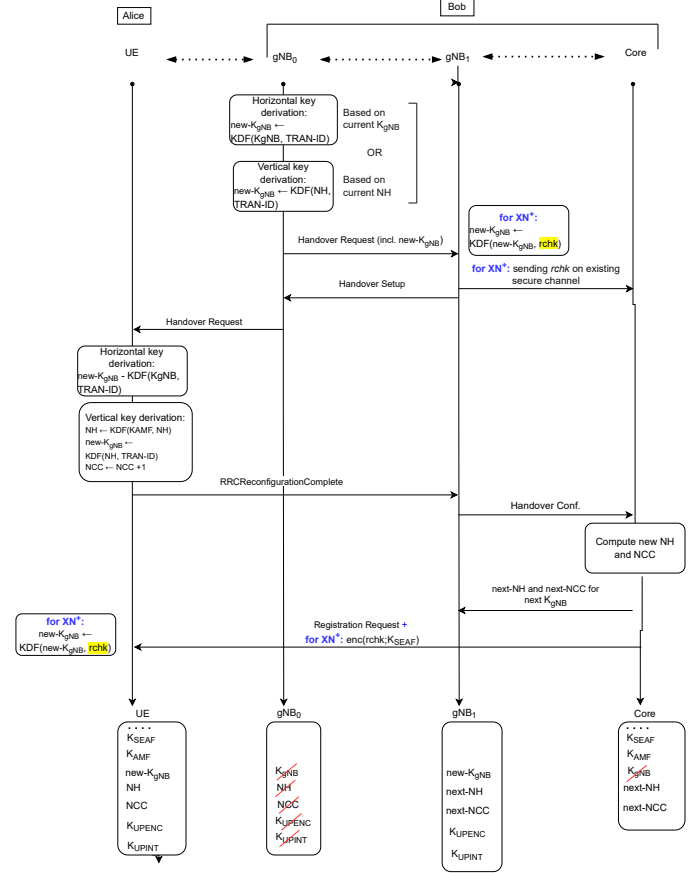 Alice
Bob
UE
gNB0
gNB1
Core
Horizontal key
derivation:
new-KgNB ←
KDF(KgNB, TRAN-ID)
Based on
current KgNB
OR
Vertical key
derivation:
new-KgNB ← KDF(NH,
TRAN-ID)
Based on
current NH
for XN+:
new-KgNB ←
KDF(new-KgNB, rchk)
Handover Request (incl. new-KgNB)
for XN+: sending rchk on existing
secure channel
Handover Setup
Handover Request
Horizontal key
derivation:
new-KgNB - KDF(KgNB,
TRAN-ID)
Vertical key derivation:
NH ← KDF(KAMF, NH)
new-KgNB ←
KDF(NH, TRAN-ID)
NCC ← NCC +1
RRCReconfigurationComplete
Handover Conf.
Compute new NH
and NCC
next-NH and next-NCC for
next KgNB
for XN+:
new-KgNB ←
KDF(new-KgNB, rchk)
Registration Request +
for XN+: enc(rchk;KSEAF)
UE
gNB0
gNB1
Core
. . . .
KSEAF
KAMF
new-KgNB
NH
NCC
KUPENC
KUPINT
KgNB
NH
NCC
KUPENC
KUPINT
new-KgNB
next-NH
next-NCC
KUPENC
KUPINT
. . . .
KSEAF
KAMF
KgNB
next-NH
next-NCC